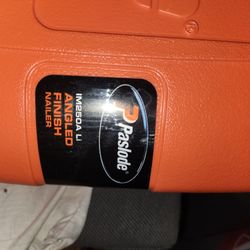 Paslode
IM250A LI
ANGLED
FINISH
NAILER
®